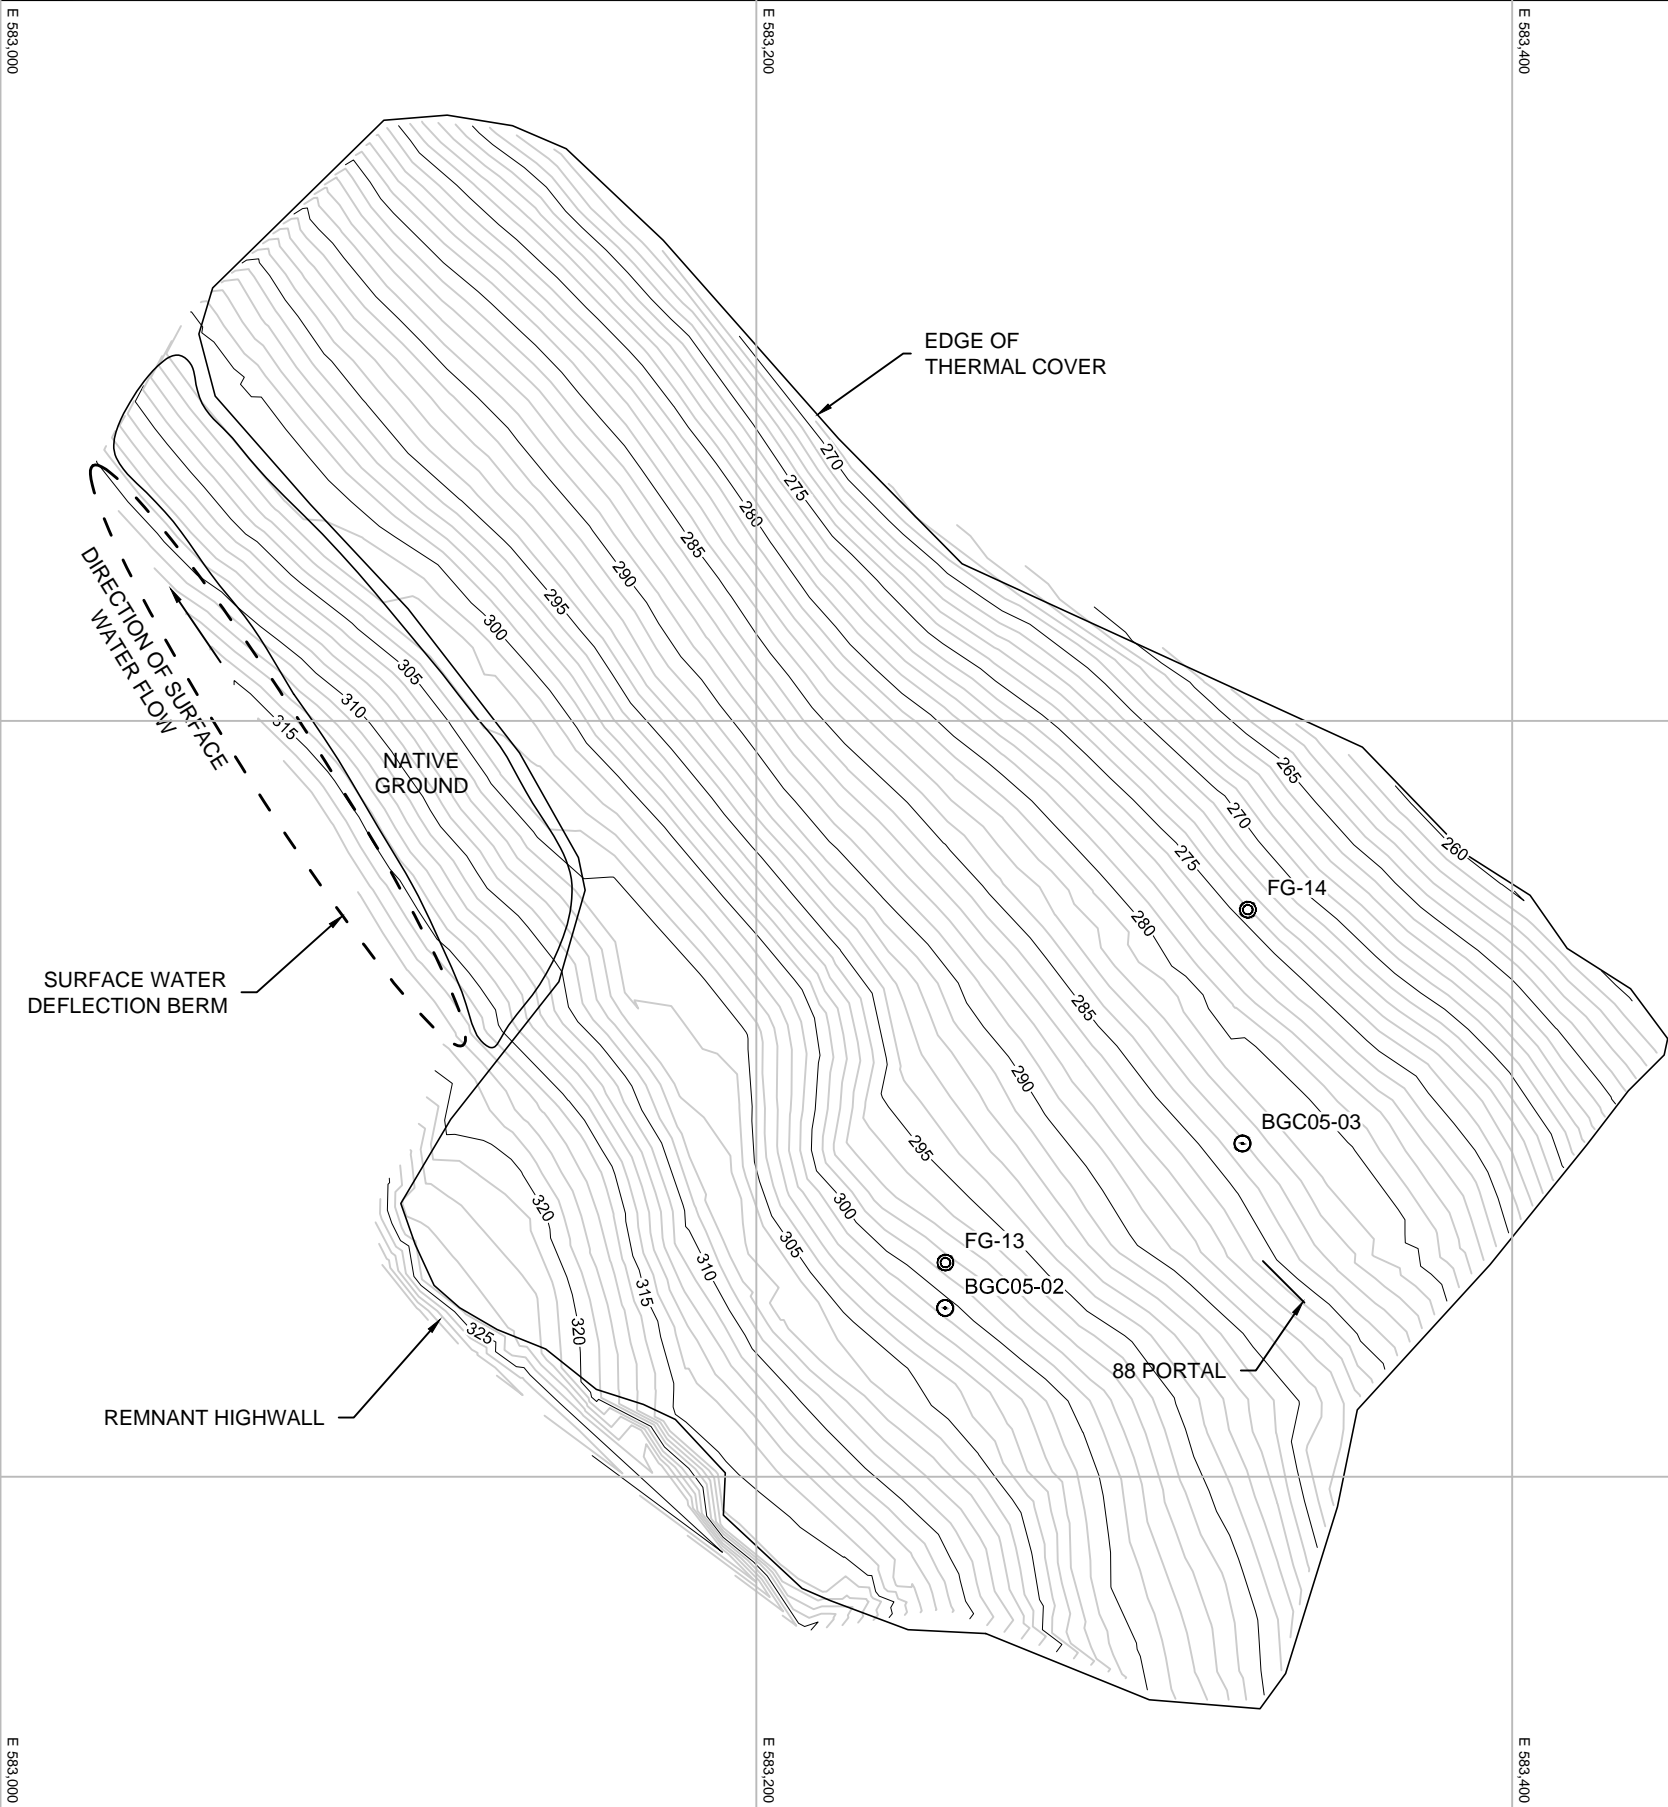 E 583,000
E 583,200
E 583,400
EDGE OF
THERMAL COVER
270
275
280
285
290
295
300
305
310
315
DIRECTION OF SURFACE
WATER FLOW
NATIVE
GROUND
265
270
275
260
FG-14
280
SURFACE WATER
DEFLECTION BERM
285
290
BGC05-03
295
300
320
305
FG-13
310
BGC05-02
315
320
325
88 PORTAL
REMNANT HIGHWALL
E 583,000
E 583,200
E 583,400